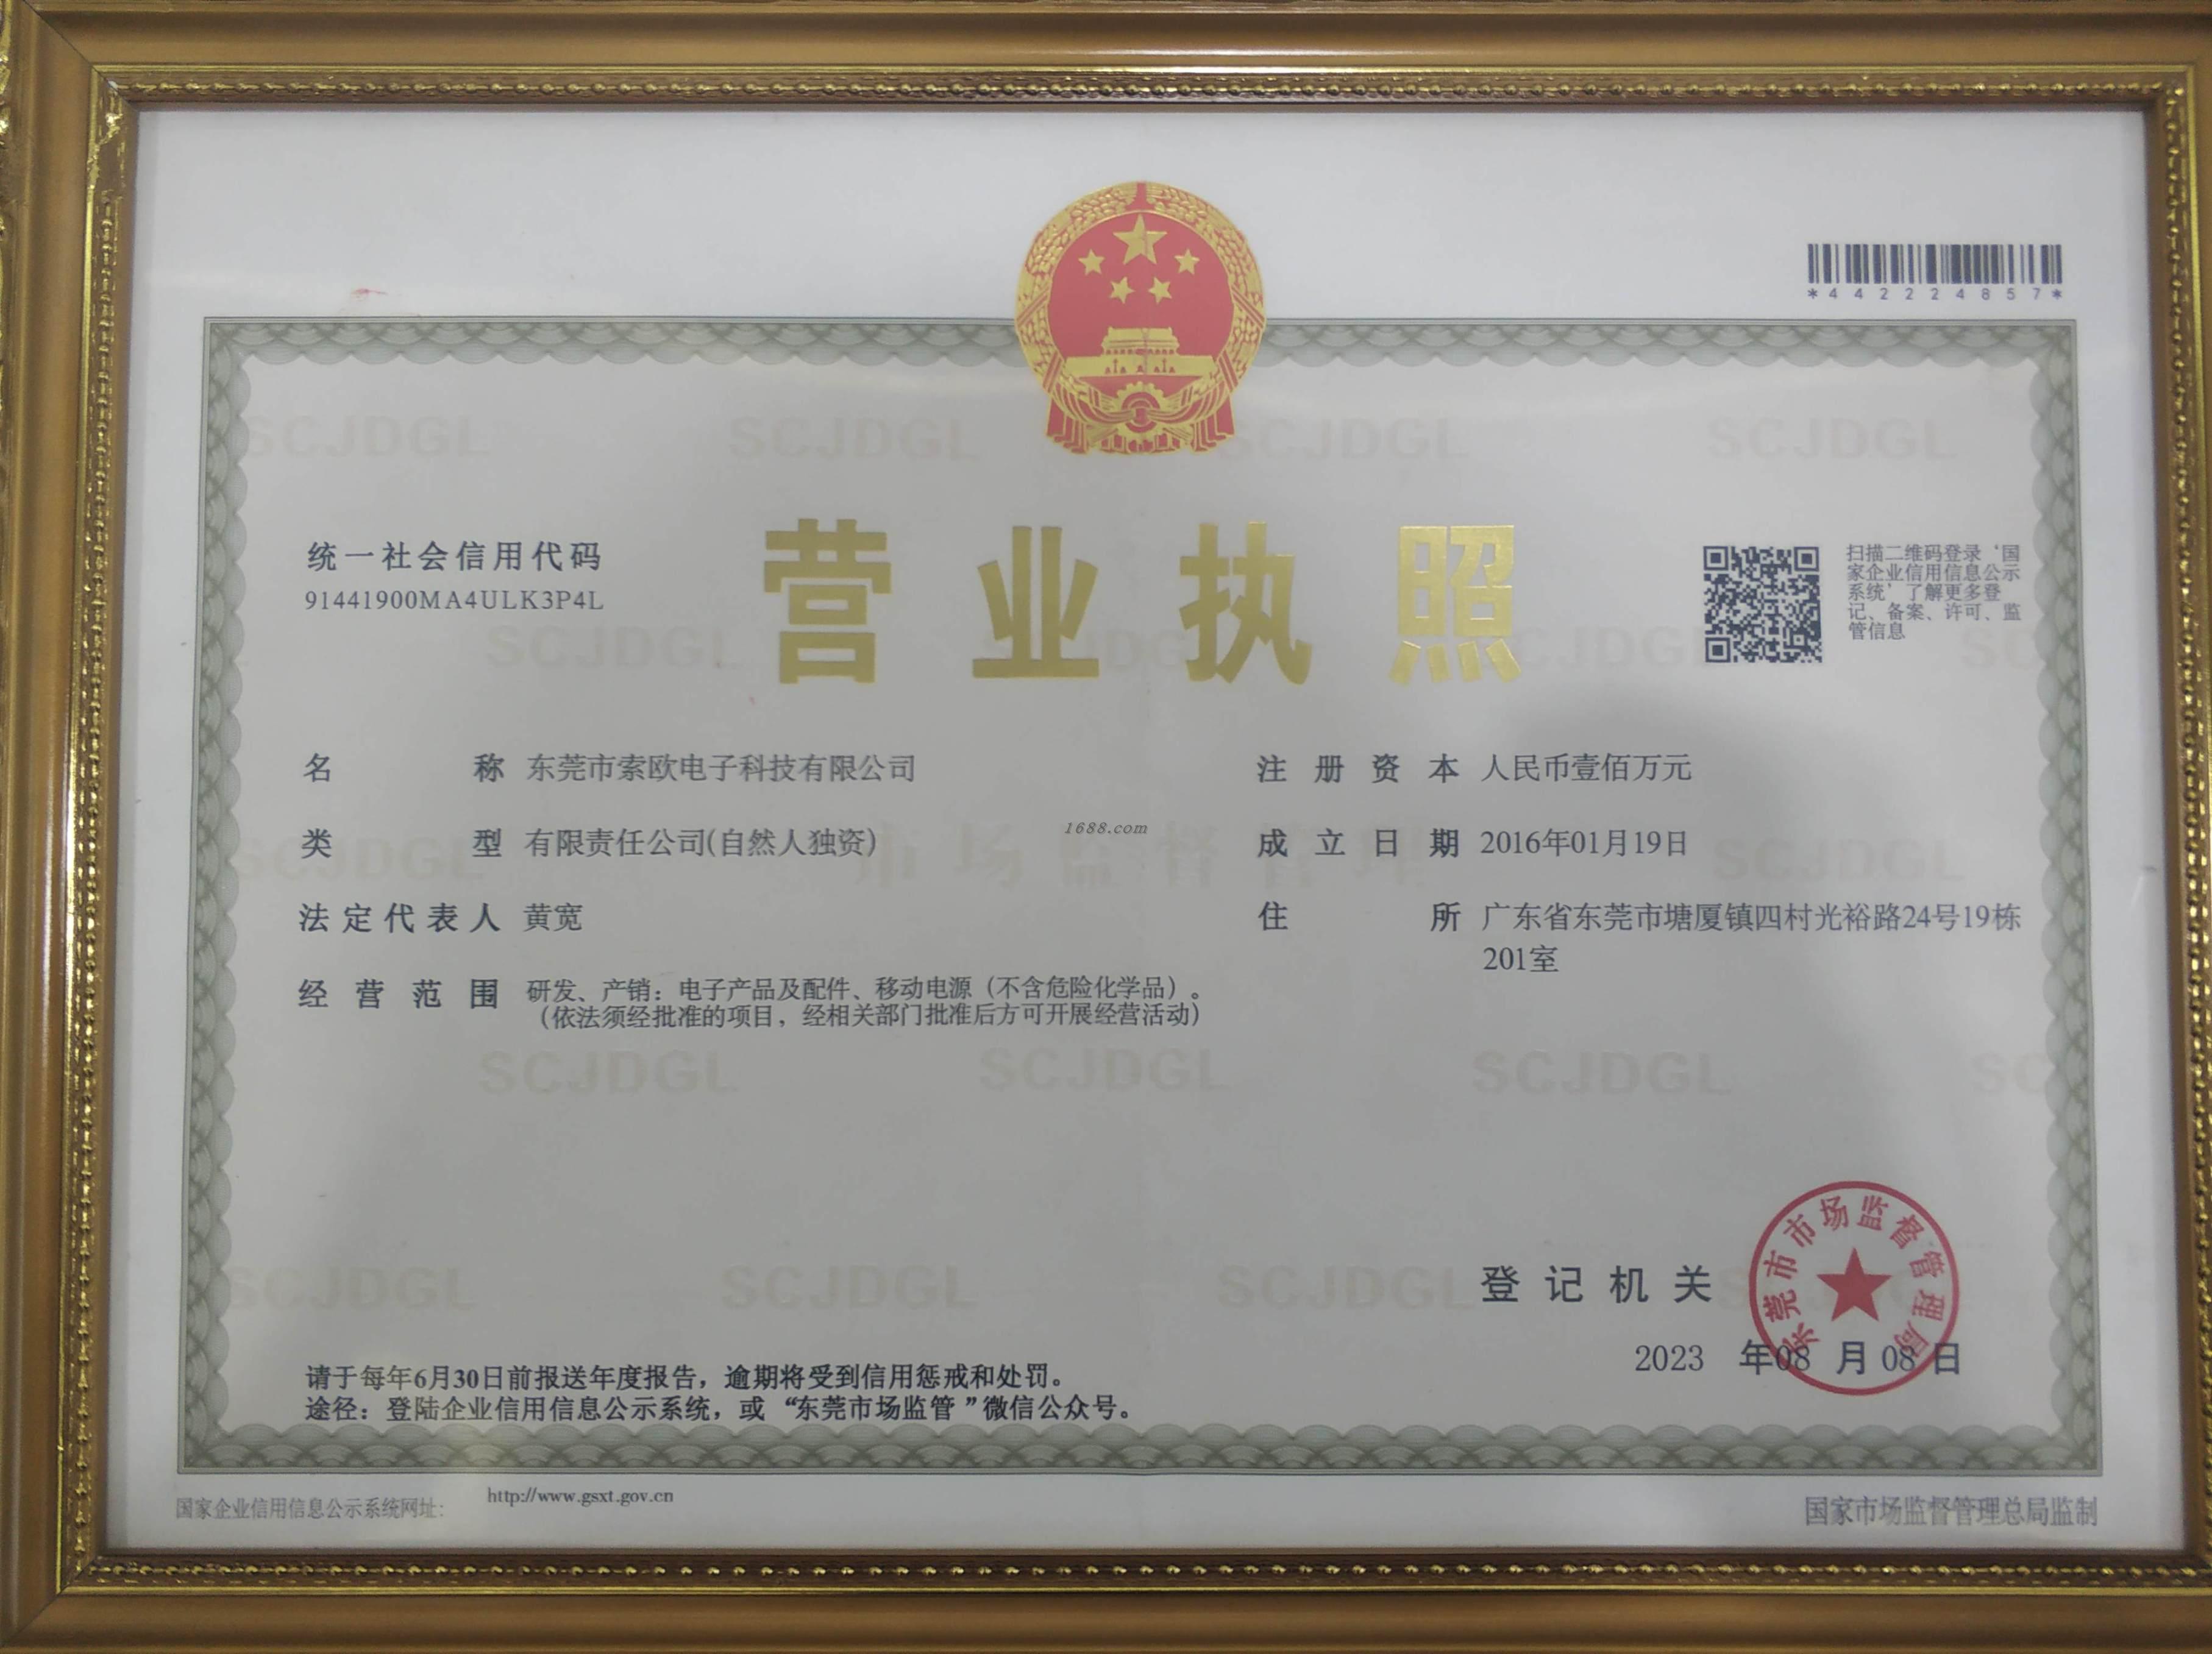 *442224857*
营业执照
统一社会信用代码
91441900MA4ULK3P4L
扫描二维码登录‘国
家企业信用信息公示
系统’了解更多登
记、备案、许可、监
管信息
名称 东莞市索欧电子科技有限公司
类型 有限责任公司(自然人独资)
法定代表人 黄宽
经营范围 研发、产销：电子产品及配件、移动电源（不含危险化学品）。
（依法须经批准的项目，经相关部门批准后方可开展经营活动）
注册资本 人民币壹佰万元
成立日期 2016年01月19日
住所 广东省东莞市塘厦镇四村光裕路24号19栋
201室
1688.com
市场监督管理
SCJDGL
登记机关
东莞市市场监督管理局
2023 年08 月08日
请于每年6月30日前报送年度报告，逾期将受到信用惩戒和处罚。
途径：登陆企业信用信息公示系统，或“东莞市场监管”微信公众号。
国家企业信用信息公示系统网址： http://www.gsxt.gov.cn
国家市场监督管理总局监制